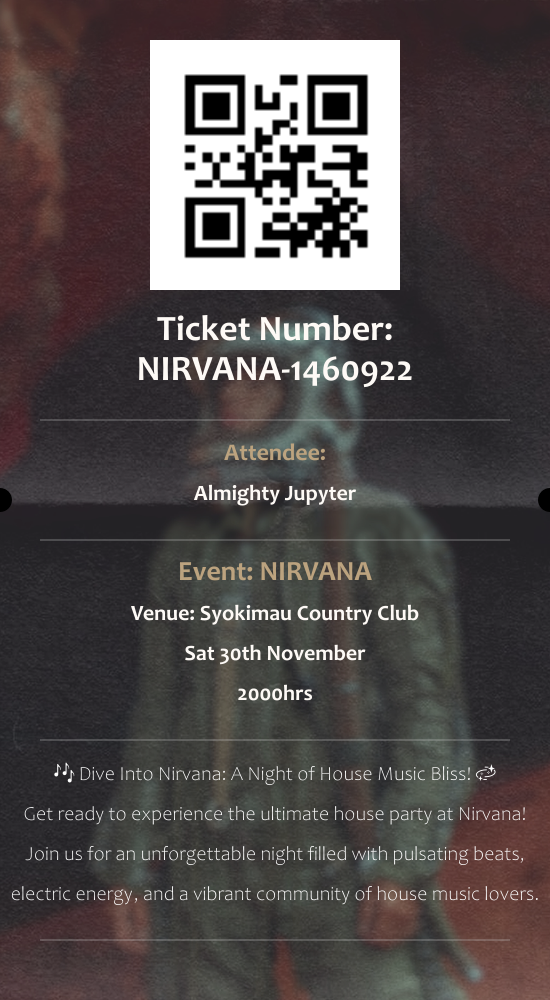 Ticket Number:
NIRVANA-1460922
Attendee:
Almighty Jupyter
Event: NIRVANA
Venue: Syokimau Country Club
Sat 30th November
2000hrs
🎶 Dive Into Nirvana: A Night of House Music Bliss! 💫
Get ready to experience the ultimate house party at Nirvana!
Join us for an unforgettable night filled with pulsating beats,
electric energy, and a vibrant community of house music lovers.